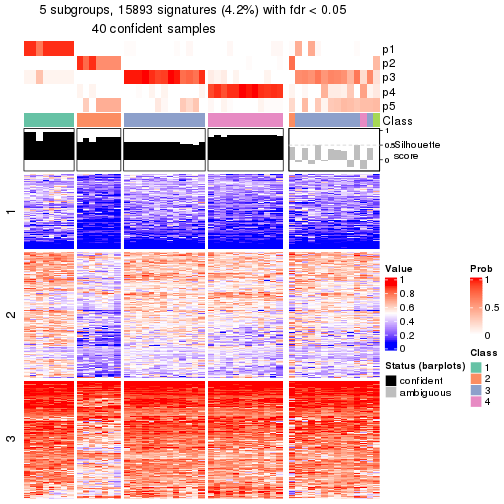 5 subgroups, 15893 signatures (4.2%) with fdr < 0.05
40 confident samples
p1
p2
p3
p4
p5
Class
1
0.5
0
Silhouette
score
1
2
3
Value
1
0.8
0.6
0.4
0.2
0
Status (barplots)
confident
ambiguous
Prob
1
0.5
0
Class
1
2
3
4